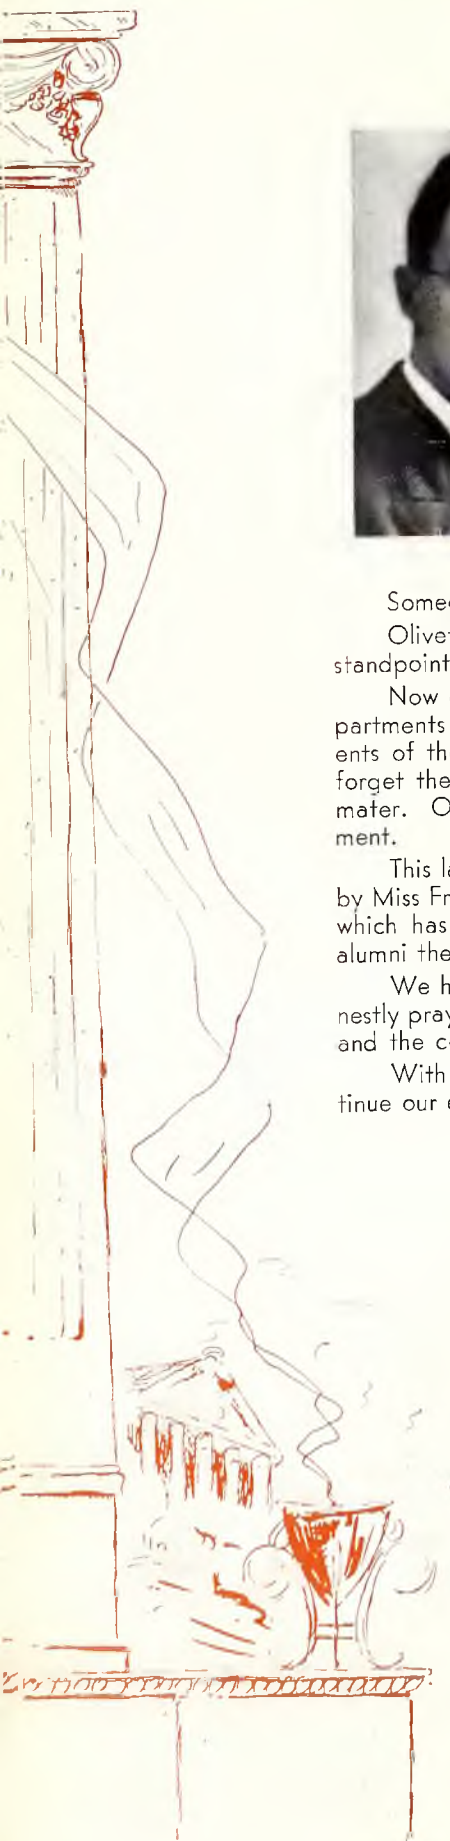 Olive
standpoint
Now
partments
ents of th
forget the
mater. O
ment.
This la
by Miss Fr
which has
alumni the
We h
nestly pray
and the c
With
tinue our e